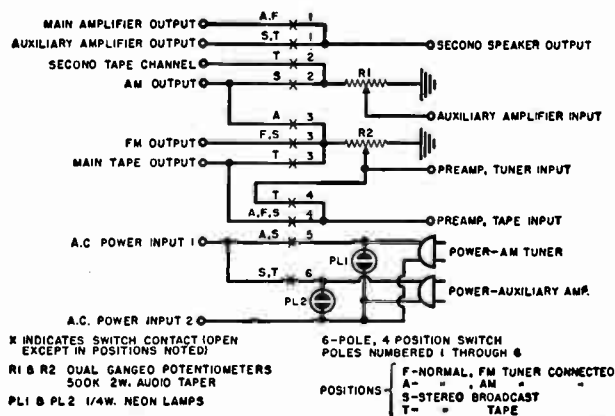 MAIN AMPLIFIER OUTPUT A,F 1
AUXILIARY AMPLIFIER OUTPUT S,T 1 SECOND SPEAKER OUTPUT
SECOND TAPE CHANNEL T 2
AM OUTPUT S 2 R1
AUXILIARY AMPLIFIER INPUT
A 3
FM OUTPUT F,S 3 R2
MAIN TAPE OUTPUT T 3
PREAMP, TUNER INPUT
T 4
A,F,S 4 PREAMP, TAPE INPUT
A.C POWER INPUT 1 A,S 5
PL1 POWER-AM TUNER
S,T 6
PL2 POWER-AUXILIARY AMP.
A.C. POWER INPUT 2
X INDICATES SWITCH CONTACT (OPEN
EXCEPT IN POSITIONS NOTED)
R1 & R2 DUAL GANGED POTENTIOMETERS
500K 2W. AUDIO TAPER
PL1 & PL2 1/4W. NEON LAMPS
6-POLE, 4 POSITION SWITCH
POLES NUMBERED 1 THROUGH 6
POSITIONS
F-NORMAL, FM TUNER CONNECTED
A- " , AM " "
S-STEREO BROADCAST
T- " TAPE